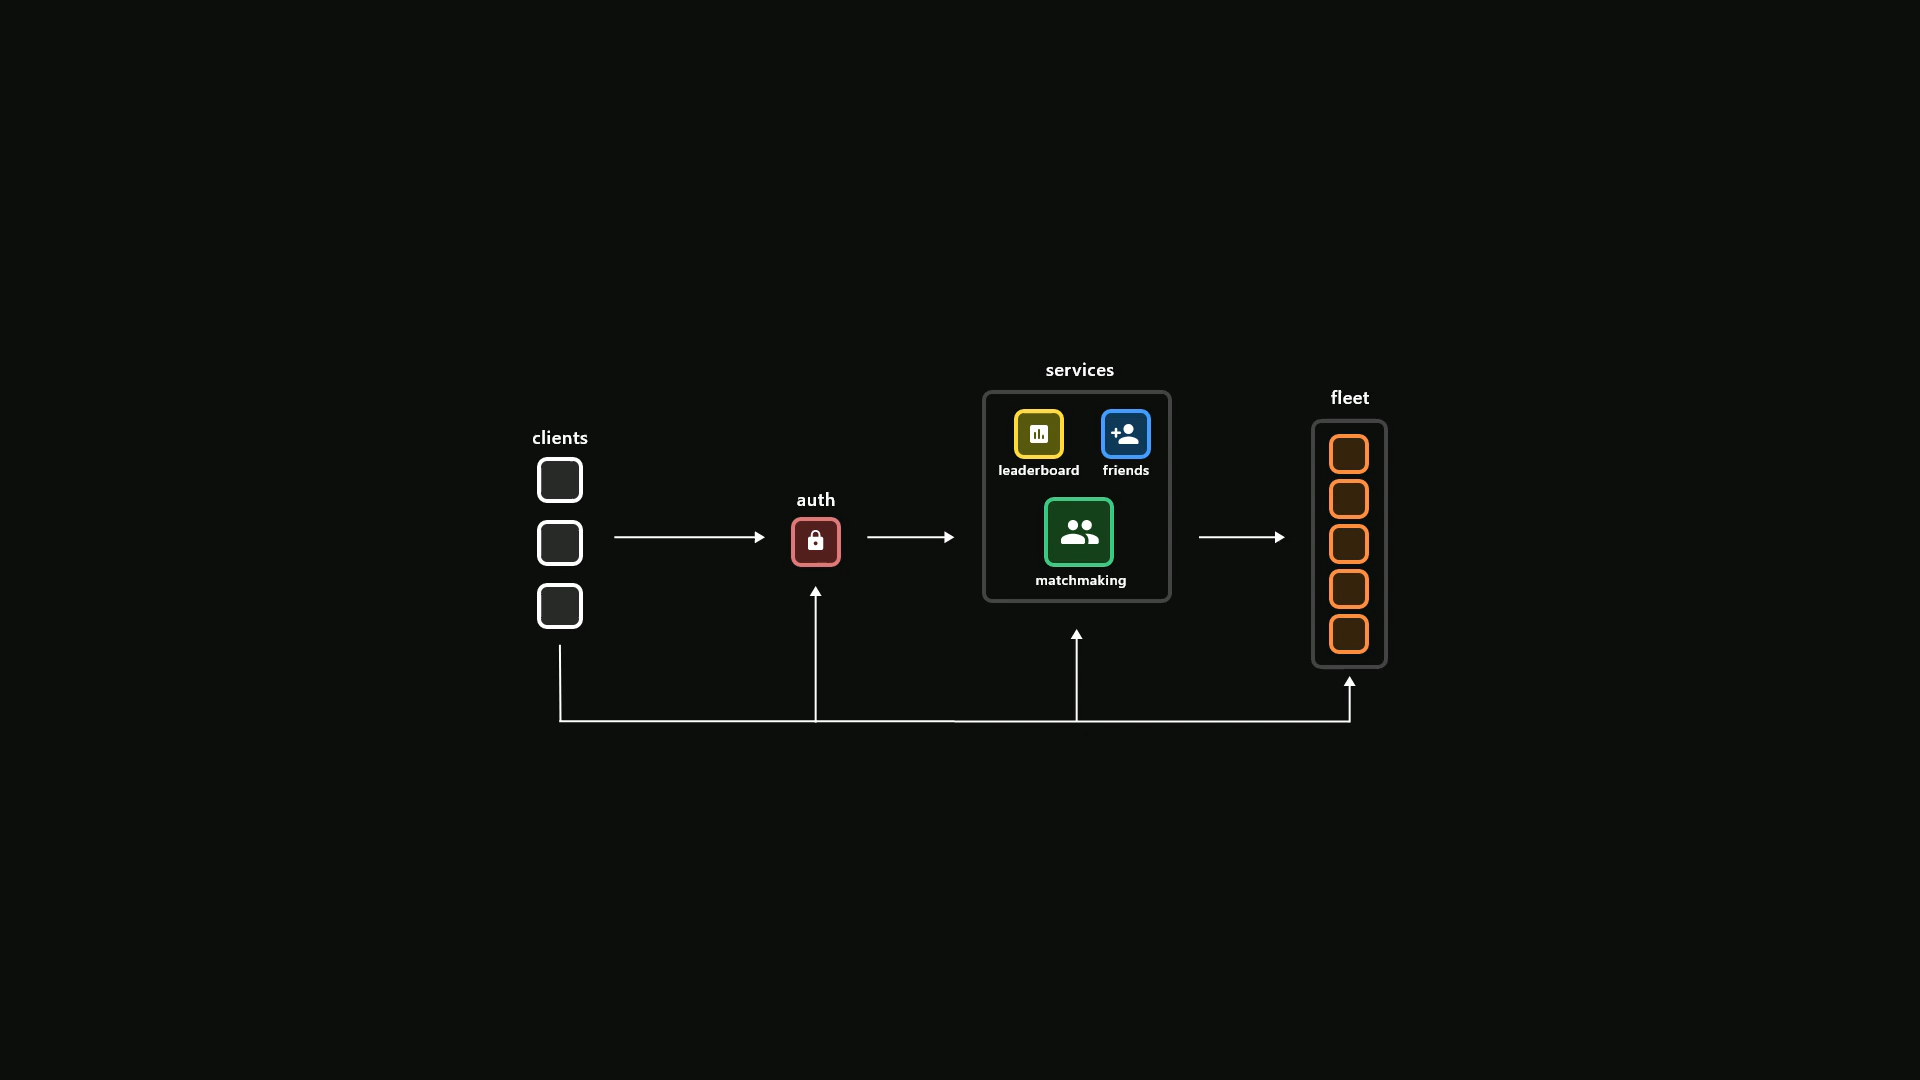 clients
auth
services
leaderboard
friends
matchmaking
fleet